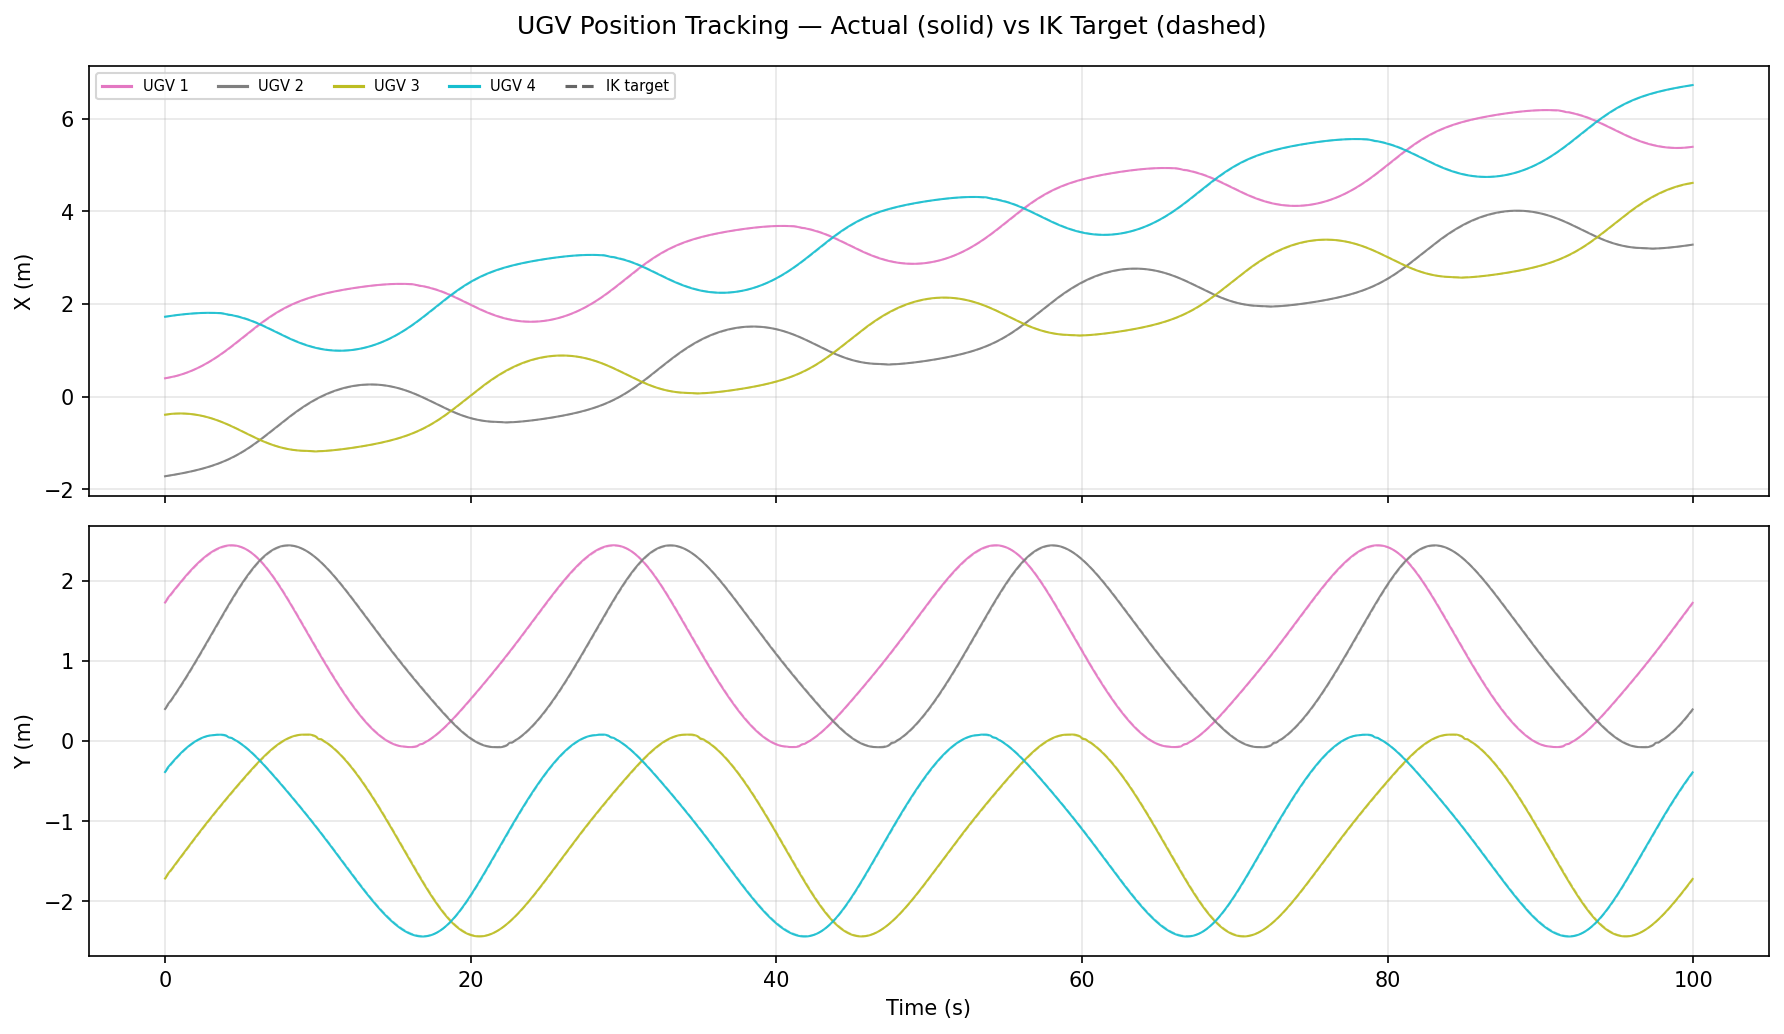 UGV Position Tracking — Actual (solid) vs IK Target (dashed)
UGV 1 UGV 2 UGV 3 UGV 4 IK target
X (m)
6
4
2
0
−2
Y (m)
2
1
0
−1
−2
0 20 40 60 80 100
Time (s)